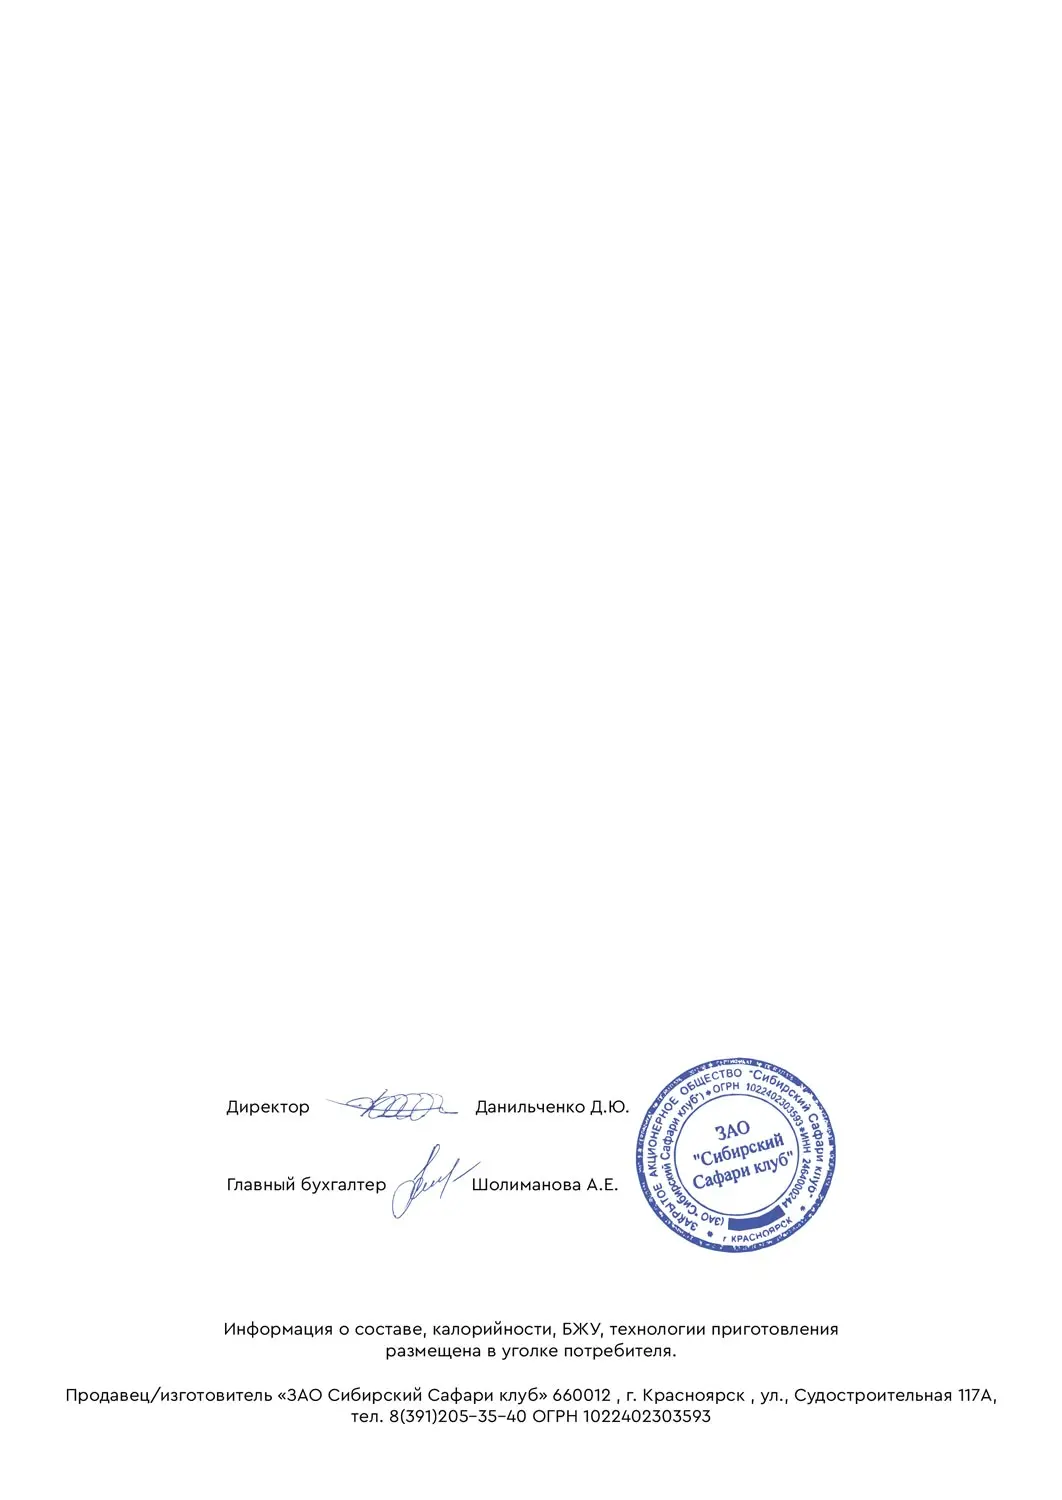 Директор Данильченко Д.Ю.
Главный бухгалтер Шолиманова А.Е.
ЗАКРЫТОЕ АКЦИОНЕРНОЕ ОБЩЕСТВО "Сибирский Сафари клуб"
(ЗАО "Сибирский Сафари клуб") * ОГРН 1022402303593 * ИНН 2464000244
г КРАСНОЯРСК
ЗАО
"Сибирский
Сафари клуб"
Информация о составе, калорийности, БЖУ, технологии приготовления
размещена в уголке потребителя.
Продавец/изготовитель «ЗАО Сибирский Сафари клуб» 660012 , г. Красноярск , ул., Судостроительная 117А,
тел. 8(391)205-35-40 ОГРН 1022402303593